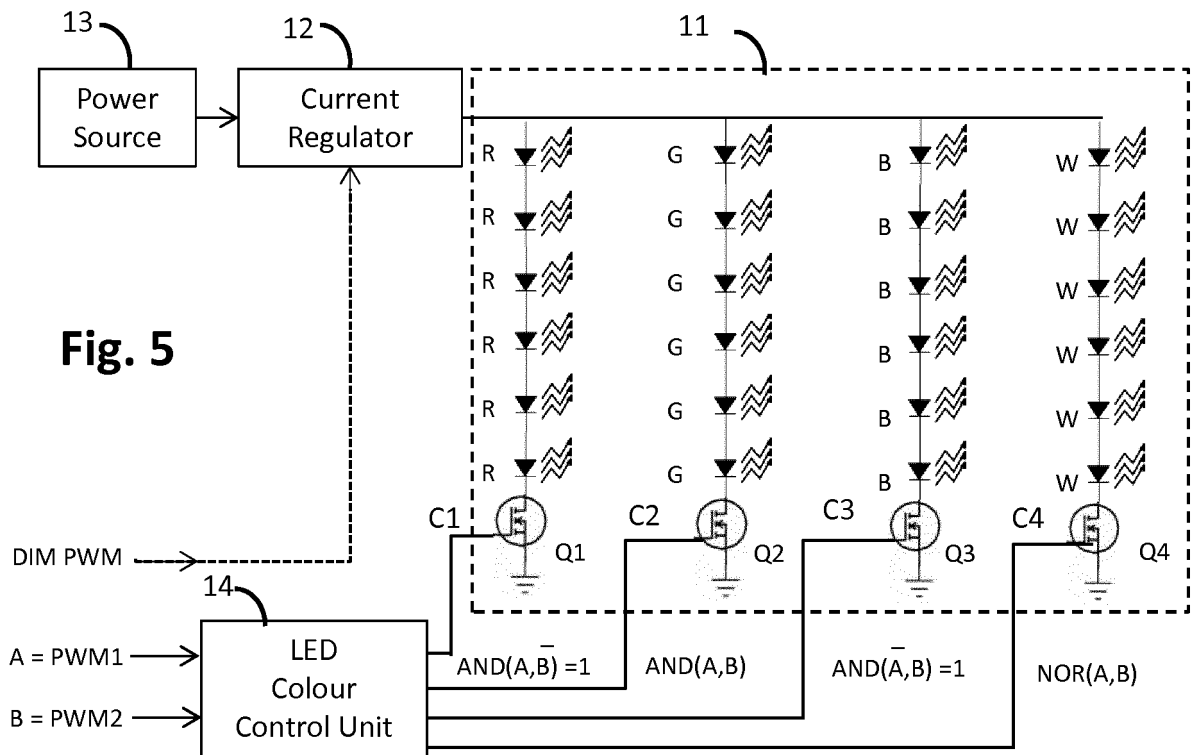 13
12
11
Power
Source
Current
Regulator
R G B W
R G B W
R G B W
R G B W
R G B W
R G B W
Fig. 5
C1 C2 C3 C4
Q1 Q2 Q3 Q4
DIM PWM
14
A = PWM1
B = PWM2
LED
Colour
Control Unit
AND(A,B̅) =1
AND(A,B)
AND(A̅,B) =1
NOR(A,B)